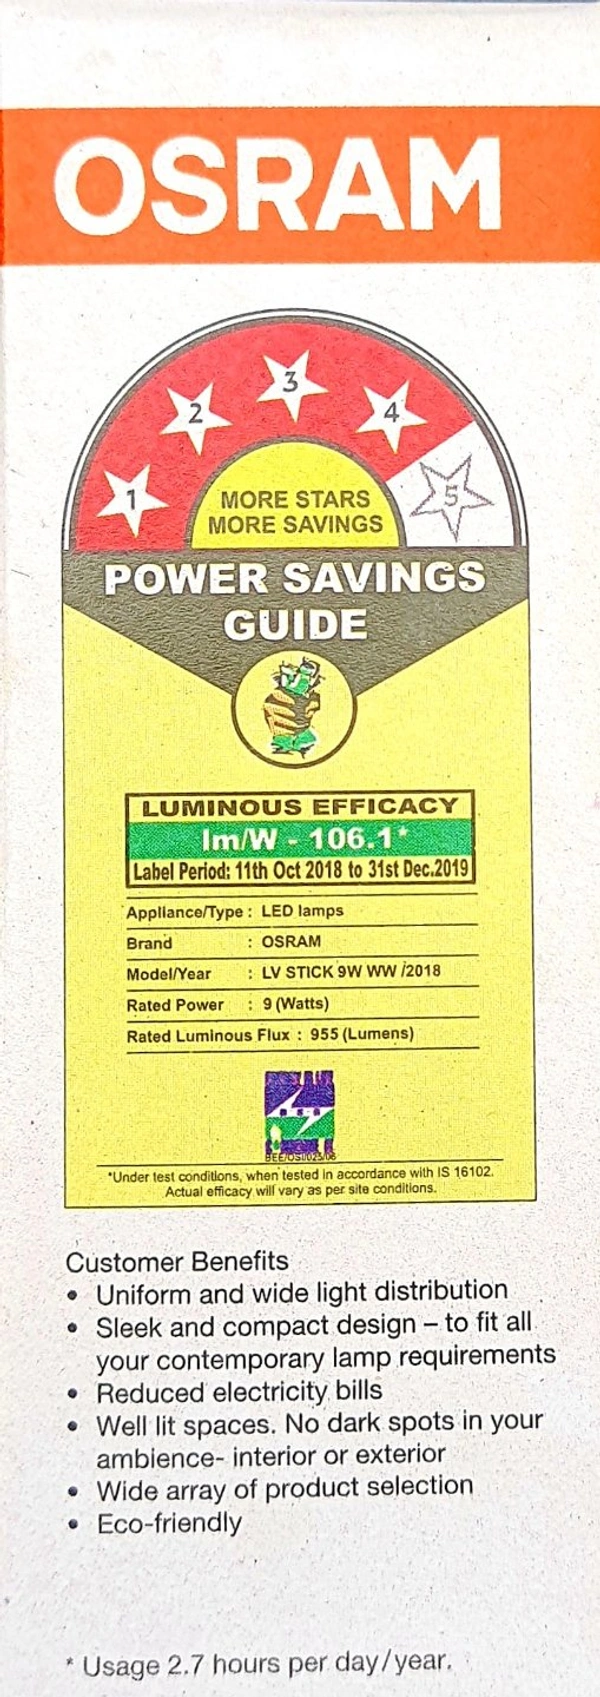 OSRAM
1
2
3
4
5
MORE STARS
MORE SAVINGS
POWER SAVINGS
GUIDE
LUMINOUS EFFICACY
lm/W - 106.1*
Label Period: 11th Oct 2018 to 31st Dec.2019
Appliance/Type : LED lamps
Brand : OSRAM
Model/Year : LV STICK 9W WW /2018
Rated Power : 9 (Watts)
Rated Luminous Flux : 955 (Lumens)
BEE
*Under test conditions, when tested in accordance with IS 16102.
Actual efficacy will vary as per site conditions.
Customer Benefits
• Uniform and wide light distribution
• Sleek and compact design – to fit all
your contemporary lamp requirements
• Reduced electricity bills
• Well lit spaces. No dark spots in your
ambience- interior or exterior
• Wide array of product selection
• Eco-friendly
* Usage 2.7 hours per day/year.